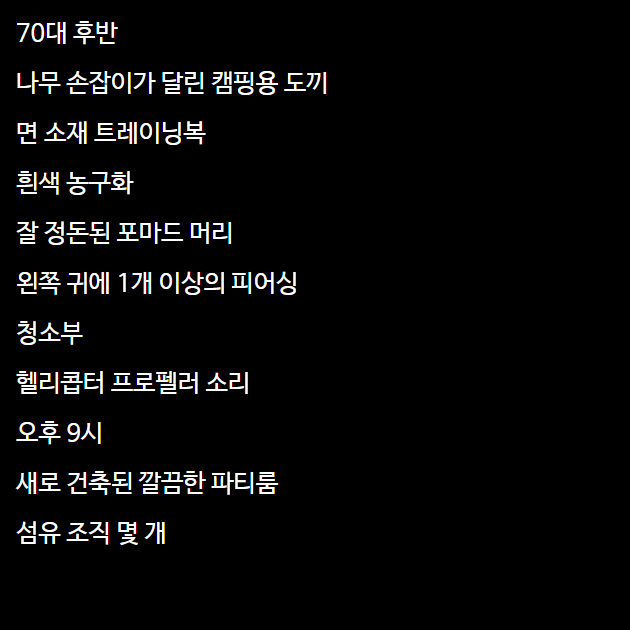 70대 후반
나무 손잡이가 달린 캠핑용 도끼
면 소재 트레이닝복
흰색 농구화
잘 정돈된 포마드 머리
왼쪽 귀에 1개 이상의 피어싱
청소부
헬리콥터 프로펠러 소리
오후 9시
새로 건축된 깔끔한 파티룸
섬유 조직 몇 개